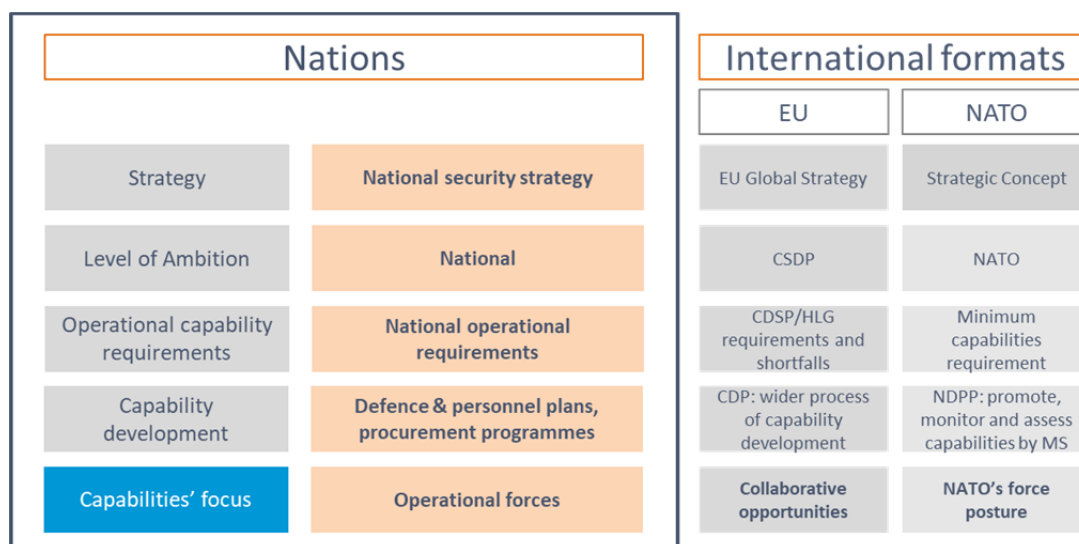 Nations
International formats
EU
NATO
Strategy
National security strategy
EU Global Strategy
Strategic Concept
Level of Ambition
National
CSDP
NATO
Operational capability
requirements
National operational
requirements
CDSP/HLG
requirements and
shortfalls
Minimum
capabilities
requirement
Capability
development
Defence & personnel plans,
procurement programmes
CDP: wider process
of capability
development
NDPP: promote,
monitor and assess
capabilities by MS
Capabilities’ focus
Operational forces
Collaborative
opportunities
NATO’s force
posture